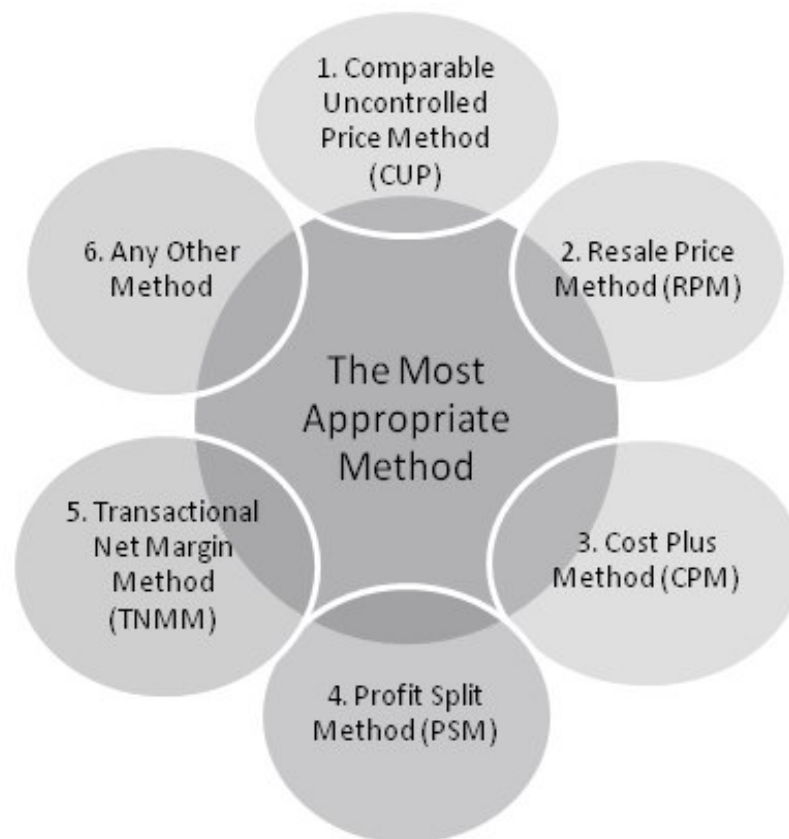 1. Comparable
Uncontrolled
Price Method
(CUP)
2. Resale Price
Method (RPM)
3. Cost Plus
Method (CPM)
4. Profit Split
Method (PSM)
5. Transactional
Net Margin
Method
(TNMM)
6. Any Other
Method
The Most
Appropriate
Method